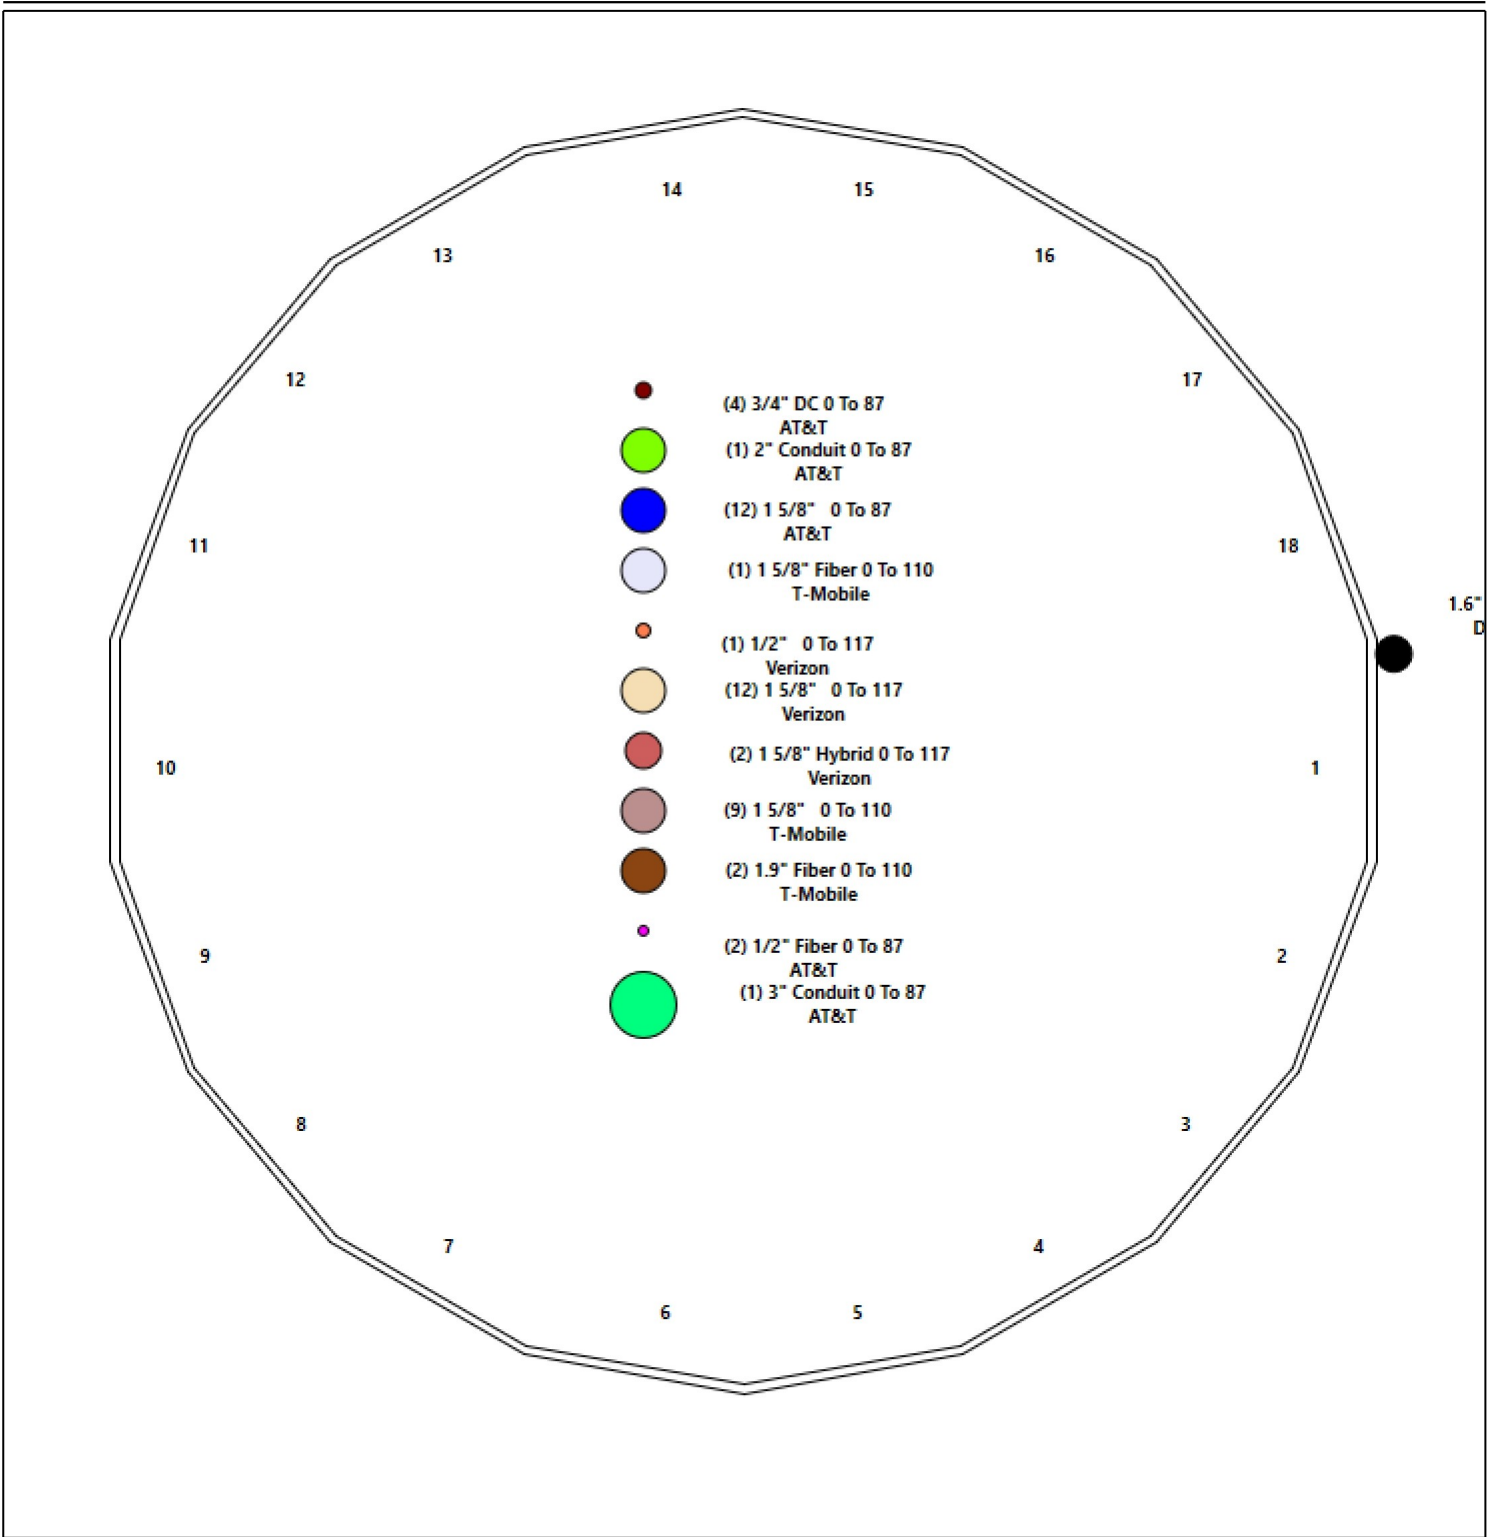 14
15
13
16
12
17
(4) 3/4" DC 0 To 87
AT&T
(1) 2" Conduit 0 To 87
AT&T
(12) 1 5/8"   0 To 87
AT&T
11
18
(1) 1 5/8" Fiber 0 To 110
T-Mobile
1.6"
D
(1) 1/2"   0 To 117
Verizon
(12) 1 5/8"   0 To 117
Verizon
(2) 1 5/8" Hybrid 0 To 117
Verizon
10
1
(9) 1 5/8"   0 To 110
T-Mobile
(2) 1.9" Fiber 0 To 110
T-Mobile
(2) 1/2" Fiber 0 To 87
AT&T
9
2
(1) 3" Conduit 0 To 87
AT&T
8
3
7
4
6
5